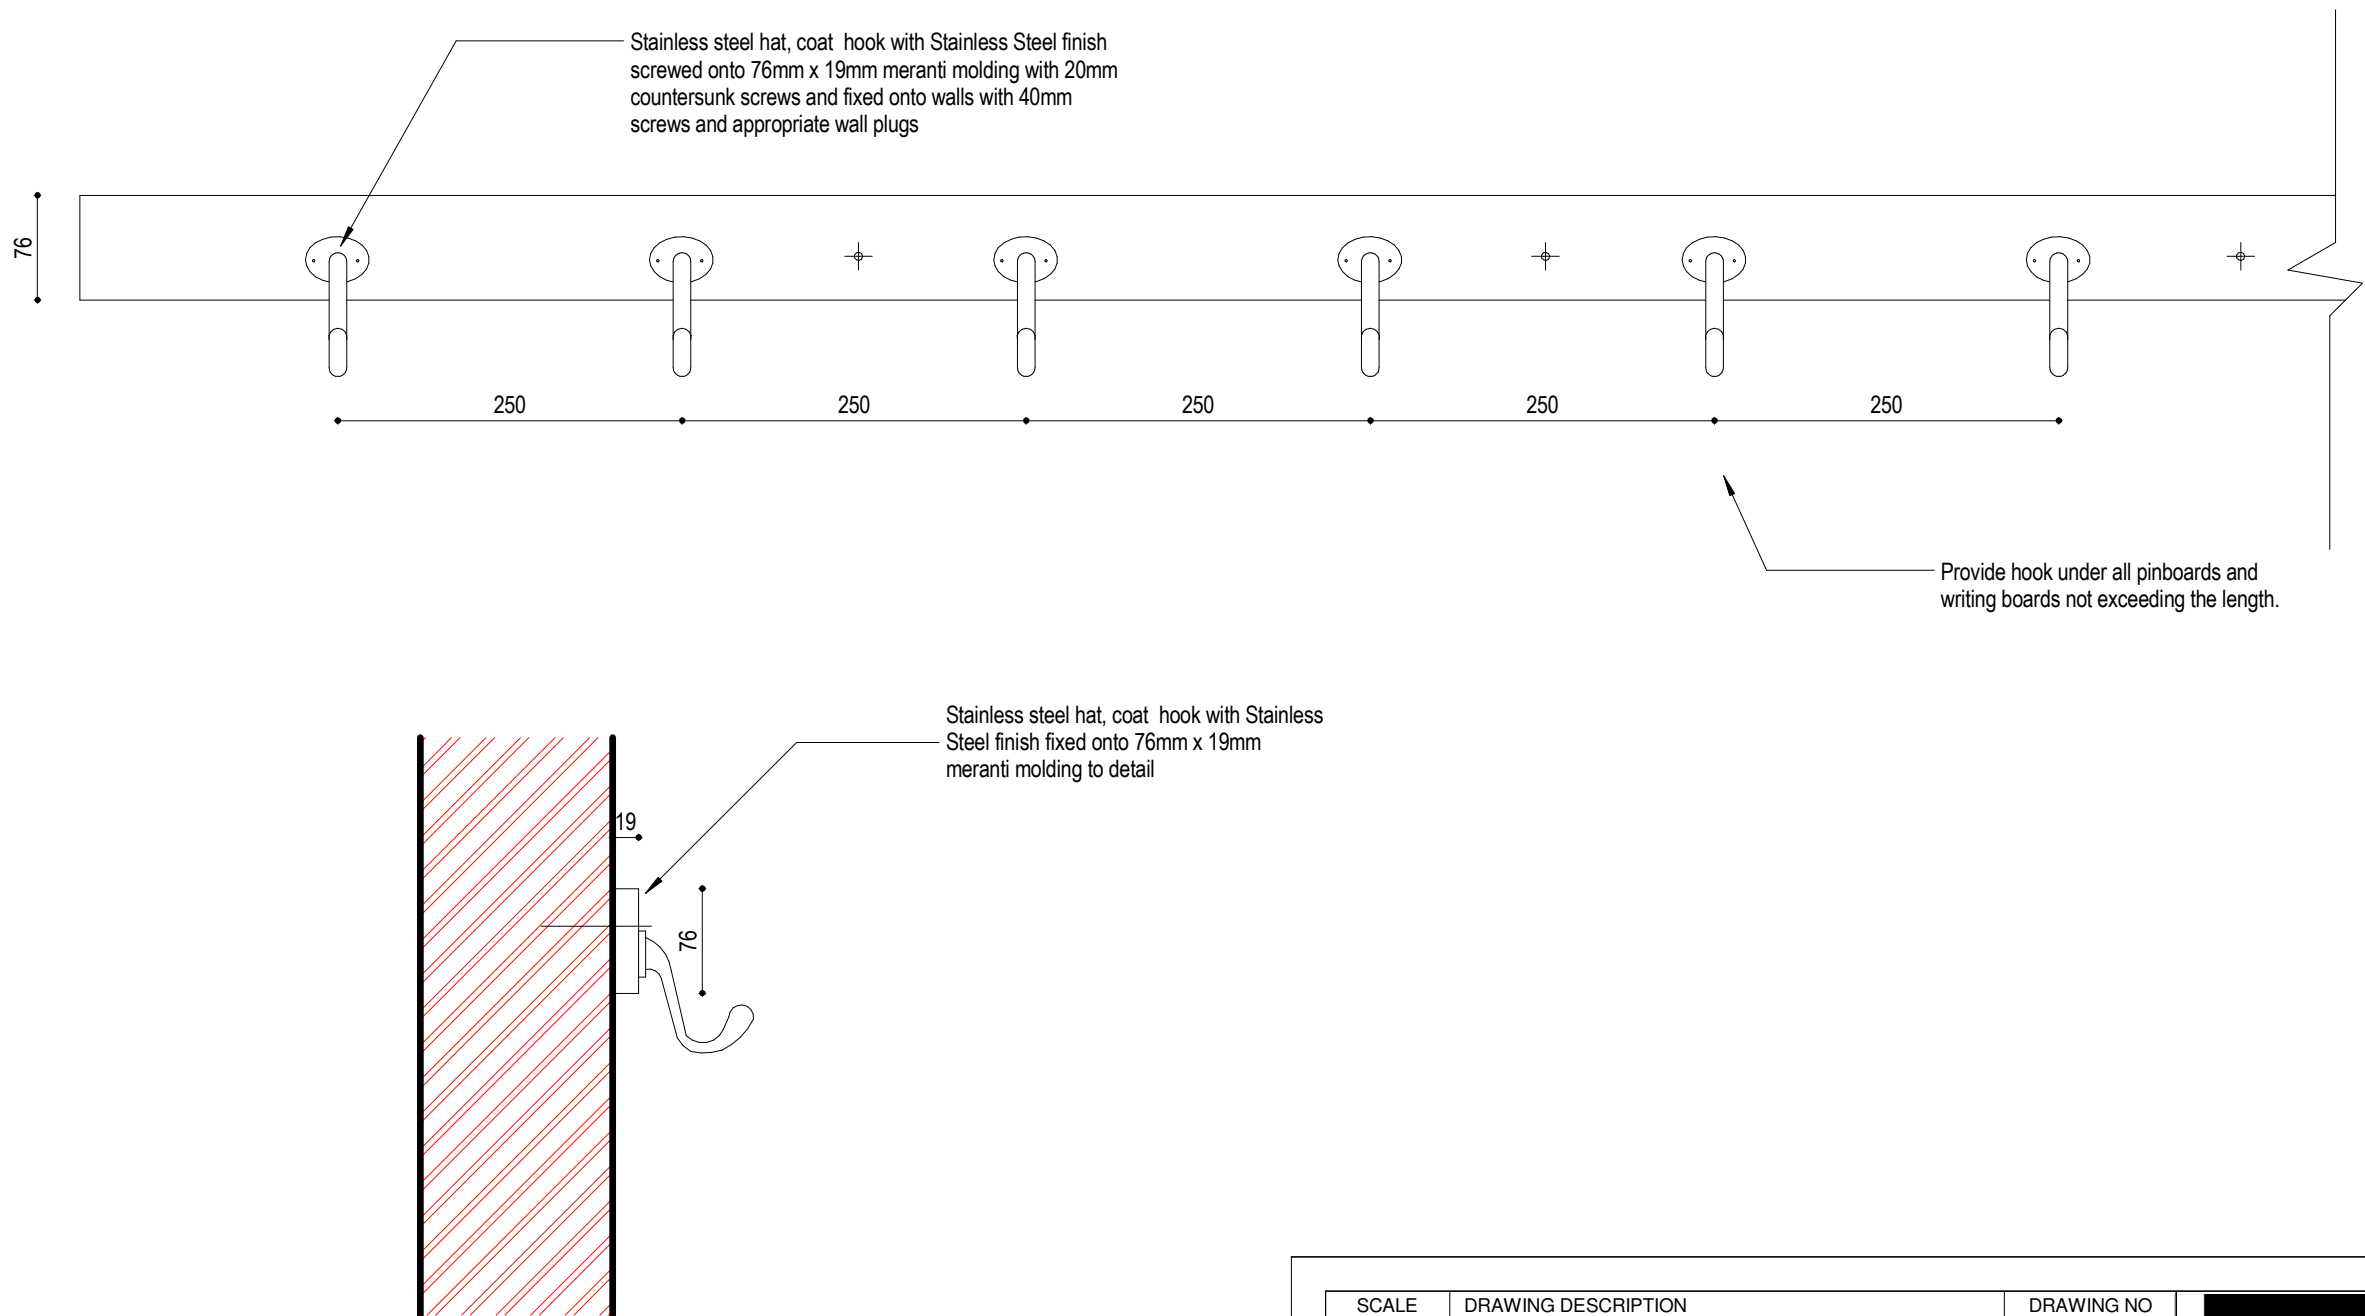 Stainless steel hat, coat  hook with Stainless Steel finish
screwed onto 76mm x 19mm meranti molding with 20mm
countersunk screws and fixed onto walls with 40mm
screws and appropriate wall plugs
76
250
250
250
250
250
Provide hook under all pinboards and
writing boards not exceeding the length.
Stainless steel hat, coat  hook with Stainless
Steel finish fixed onto 76mm x 19mm
meranti molding to detail
19
76
SCALE
DRAWING DESCRIPTION
DRAWING NO